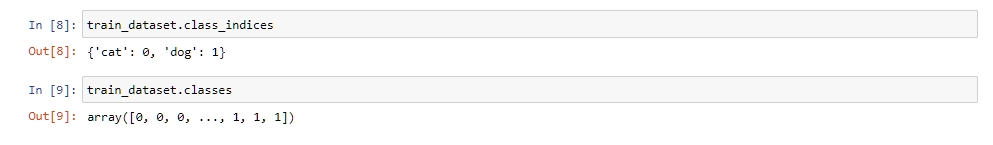 In [8]: train_dataset.class_indices
Out[8]: {'cat': 0, 'dog': 1}
In [9]: train_dataset.classes
Out[9]: array([0, 0, 0, ..., 1, 1, 1])